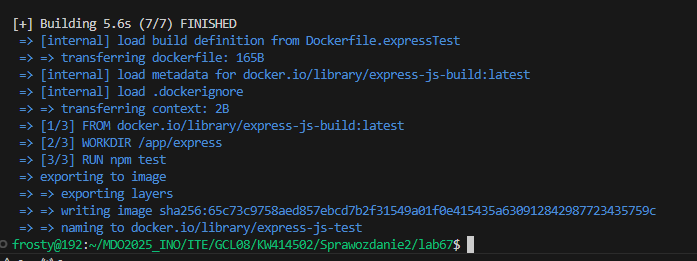 [+] Building 5.6s (7/7) FINISHED
=> [internal] load build definition from Dockerfile.expressTest
=> => transferring dockerfile: 165B
=> [internal] load metadata for docker.io/library/express-js-build:latest
=> [internal] load .dockerignore
=> => transferring context: 2B
=> [1/3] FROM docker.io/library/express-js-build:latest
=> [2/3] WORKDIR /app/express
=> [3/3] RUN npm test
=> exporting to image
=> => exporting layers
=> => writing image sha256:65c73c9758aed857ebcd7b2f31549a01f0e415435a630912842987723435759c
=> => naming to docker.io/library/express-js-test
frosty@192:~/MDO2025_INO/ITE/GCL08/KW414502/Sprawozdanie2/lab67$